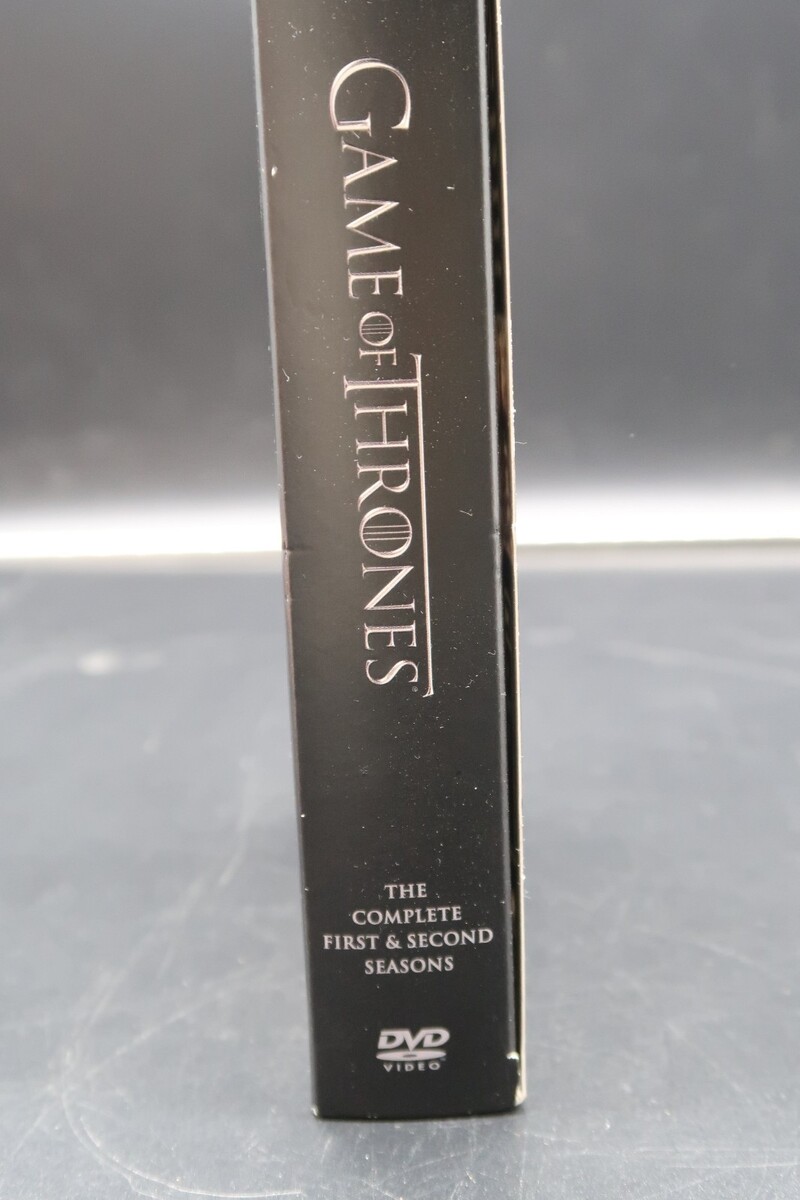 GAME OF THRONES
THE
COMPLETE
FIRST & SECOND
SEASONS
DVD
VIDEO